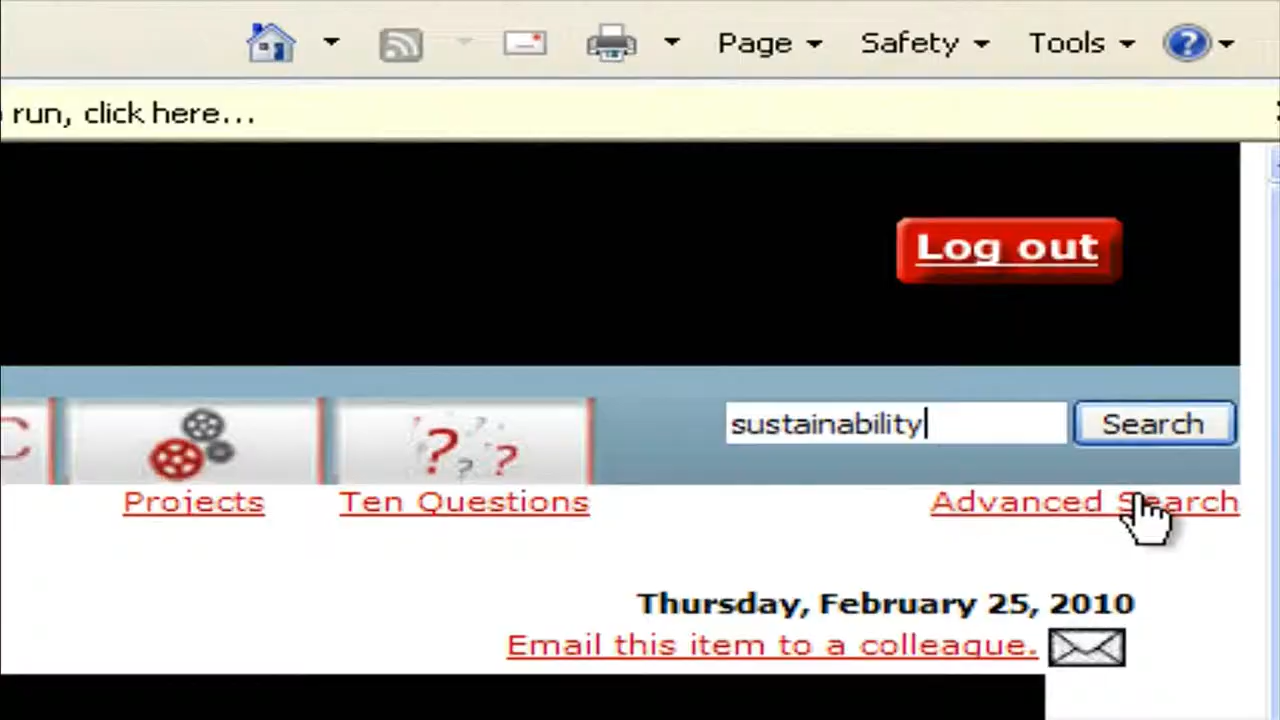 Page Safety Tools
run, click here...
Log out
sustainability Search
Projects Ten Questions Advanced Search
Thursday, February 25, 2010
Email this item to a colleague.